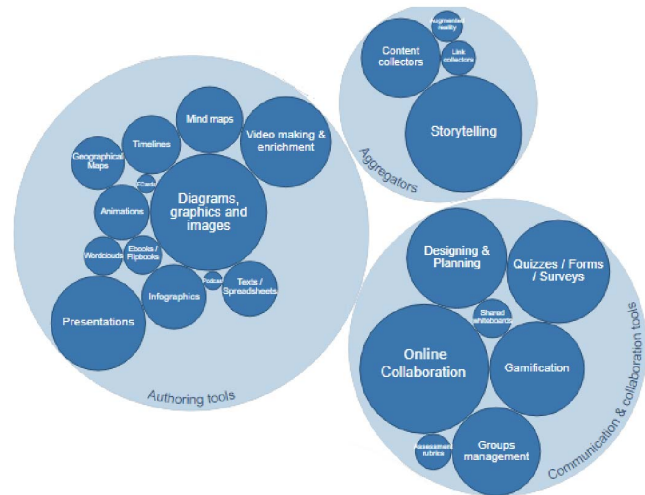 Mind maps
Video making &
enrichment
Timelines
Geographical
Maps
Diagrams,
graphics and
images
Animations
Wordclouds
Ebooks /
Flipbooks
Podcast
Texts /
Spreadsheets
Infographics
Presentations
Authoring tools
Augmented
reality
Content
collectors
Link
collectors
Storytelling
Aggregators
Designing &
Planning
Quizzes / Forms
/ Surveys
Shared
whiteboards
Online
Collaboration
Gamification
Assessment
rubrics
Groups
management
Communication & collaboration tools